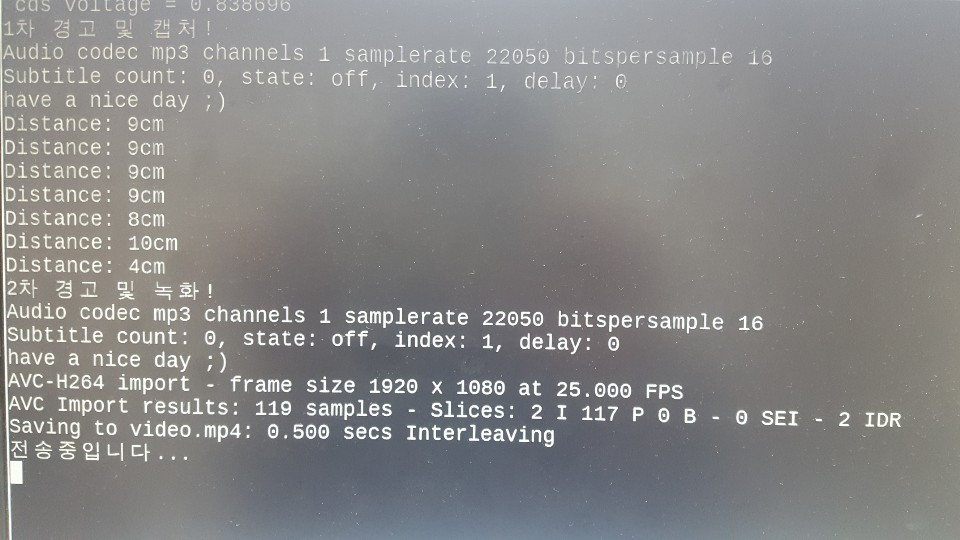 cds voltage = 0.838696
1차 경고 및 캡처!
Audio codec mp3 channels 1 samplerate 22050 bitspersample 16
Subtitle count: 0, state: off, index: 1, delay: 0
have a nice day ;)
Distance: 9cm
Distance: 9cm
Distance: 9cm
Distance: 9cm
Distance: 8cm
Distance: 10cm
Distance: 4cm
2차 경고 및 녹화!
Audio codec mp3 channels 1 samplerate 22050 bitspersample 16
Subtitle count: 0, state: off, index: 1, delay: 0
have a nice day ;)
AVC-H264 import - frame size 1920 x 1080 at 25.000 FPS
AVC Import results: 119 samples - Slices: 2 I 117 P 0 B - 0 SEI - 2 IDR
Saving to video.mp4: 0.500 secs Interleaving
전송중입니다...